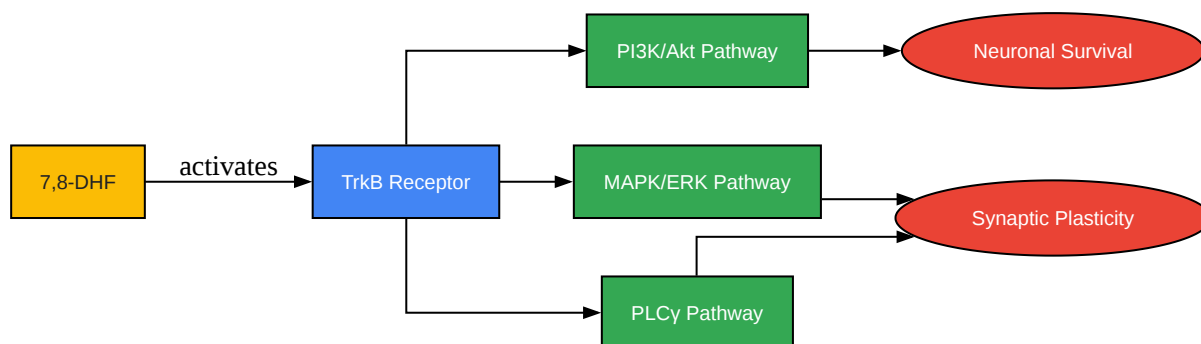 PI3K/Akt Pathway
Neuronal Survival
7,8-DHF
activates
TrkB Receptor
MAPK/ERK Pathway
Synaptic Plasticity
PLCγ Pathway